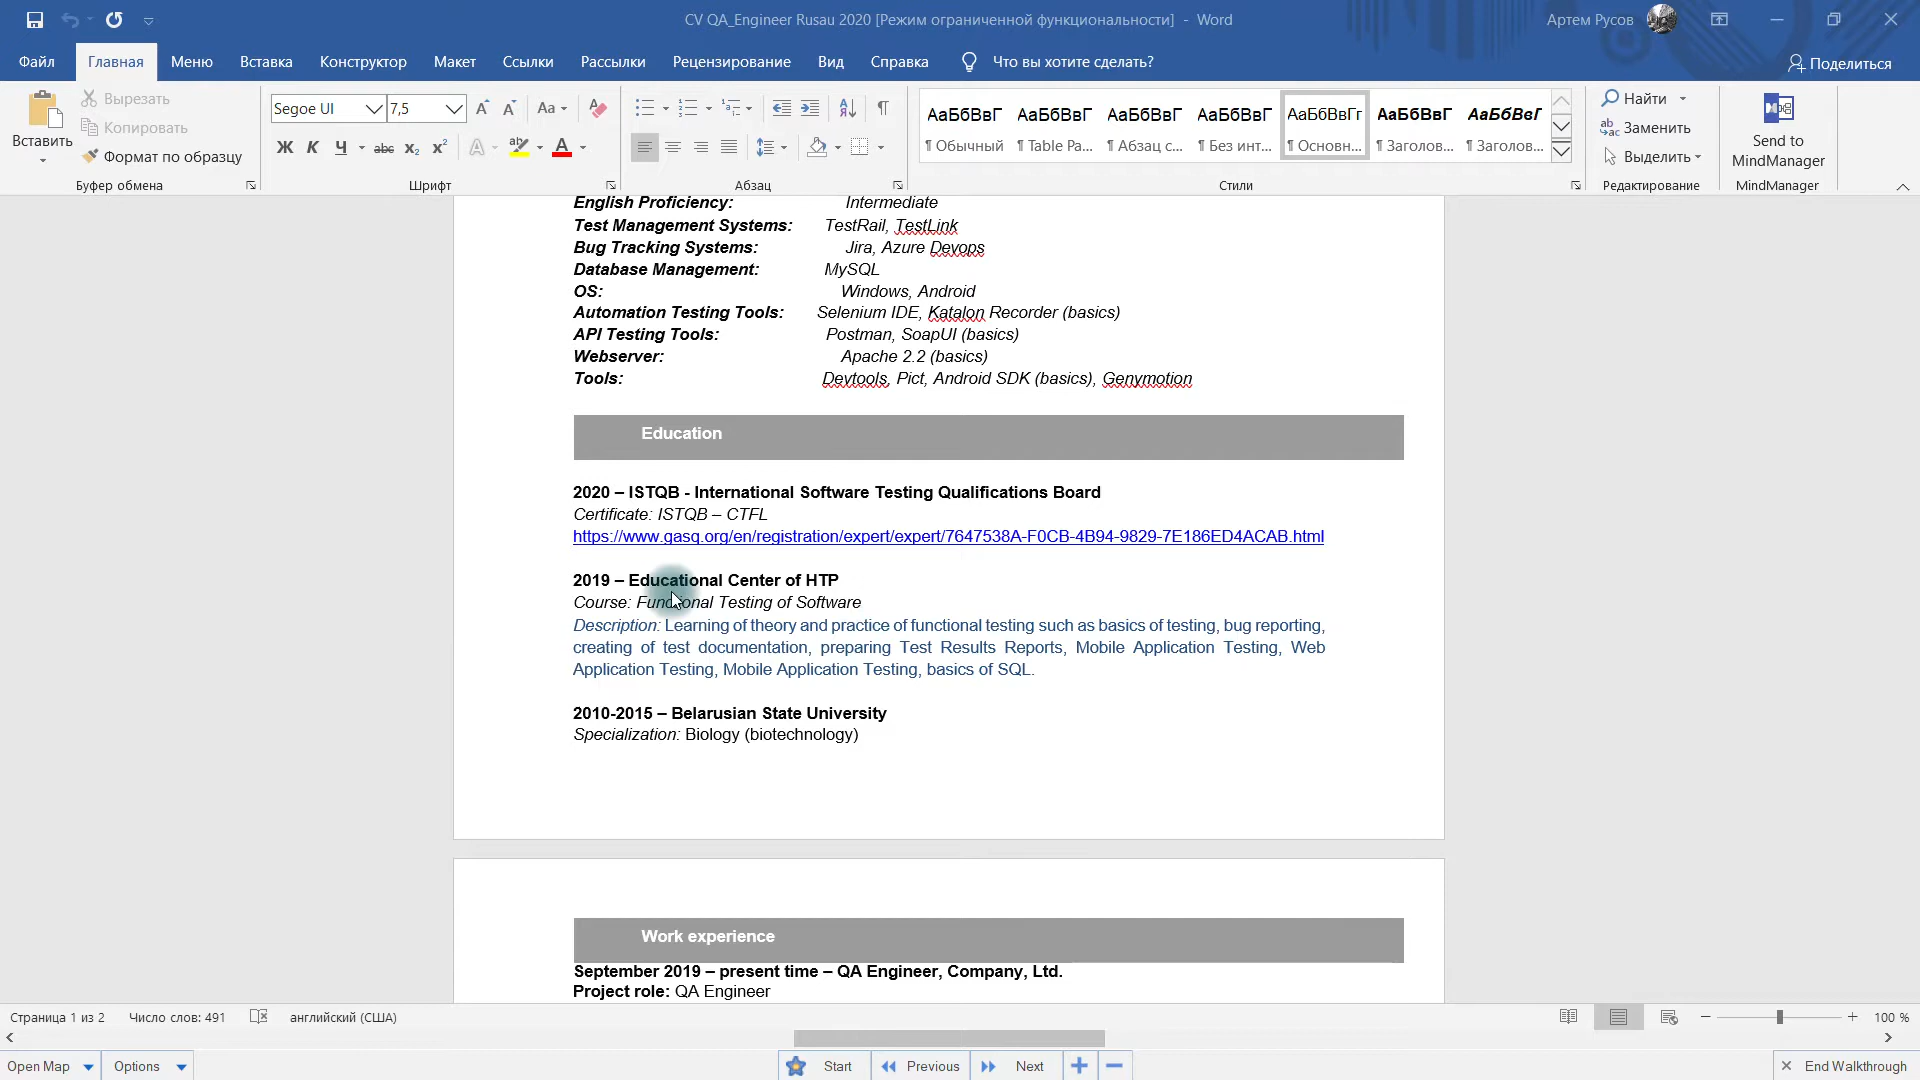 CV QA_Engineer Rusau 2020 [Режим ограниченной функциональности] - Word
Артем Русов
Файл Главная Меню Вставка Конструктор Макет Ссылки Рассылки Рецензирование Вид Справка Что вы хотите сделать? Поделиться
Вставить
Вырезать
Копировать
Формат по образцу
Буфер обмена
Segoe UI 7,5 Aa
Ж К Ч abc x₂ x² A ab A
Шрифт
Абзац
АаБбВвГ АаБбВвГ АаБбВвГ АаБбВвГ АаБбВвГг АаБбВвГ АаБбВвГ
¶ Обычный ¶ Table Pa... ¶ Абзац с... ¶ Без инт... ¶ Основн... ¶ Заголов... ¶ Заголов...
Стили
Найти
Заменить
Выделить
Редактирование
Send to
MindManager
MindManager
English Proficiency: Intermediate
Test Management Systems: TestRail, TestLink
Bug Tracking Systems: Jira, Azure Devops
Database Management: MySQL
OS: Windows, Android
Automation Testing Tools: Selenium IDE, Katalon Recorder (basics)
API Testing Tools: Postman, SoapUI (basics)
Webserver: Apache 2.2 (basics)
Tools: Devtools, Pict, Android SDK (basics), Genymotion
Education
2020 – ISTQB - International Software Testing Qualifications Board
Certificate: ISTQB – CTFL
https://www.gasq.org/en/registration/expert/expert/7647538A-F0CB-4B94-9829-7E186ED4ACAB.html
2019 – Educational Center of HTP
Course: Functional Testing of Software
Description: Learning of theory and practice of functional testing such as basics of testing, bug reporting,
creating of test documentation, preparing Test Results Reports, Mobile Application Testing, Web
Application Testing, Mobile Application Testing, basics of SQL.
2010-2015 – Belarusian State University
Specialization: Biology (biotechnology)
Work experience
September 2019 – present time – QA Engineer, Company, Ltd.
Project role: QA Engineer
Страница 1 из 2 Число слов: 491 английский (США) 100 %
Open Map Options Start Previous Next End Walkthrough